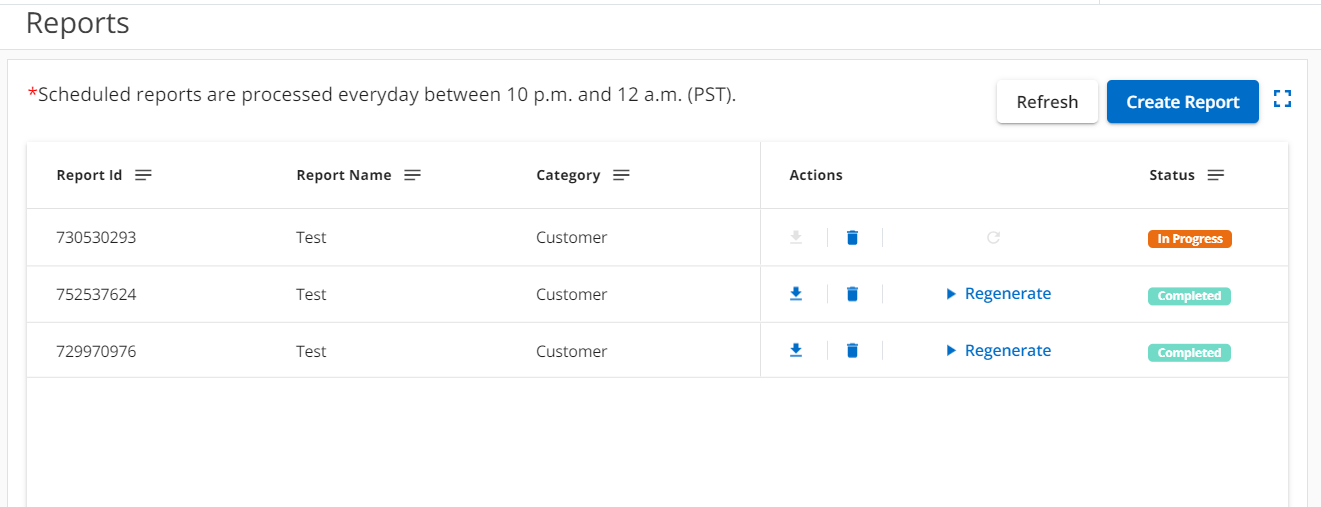 Reports
*Scheduled reports are processed everyday between 10 p.m. and 12 a.m. (PST).
Refresh
Create Report
Report Id Report Name Category Actions Status
730530293 Test Customer In Progress
752537624 Test Customer Regenerate Completed
729970976 Test Customer Regenerate Completed